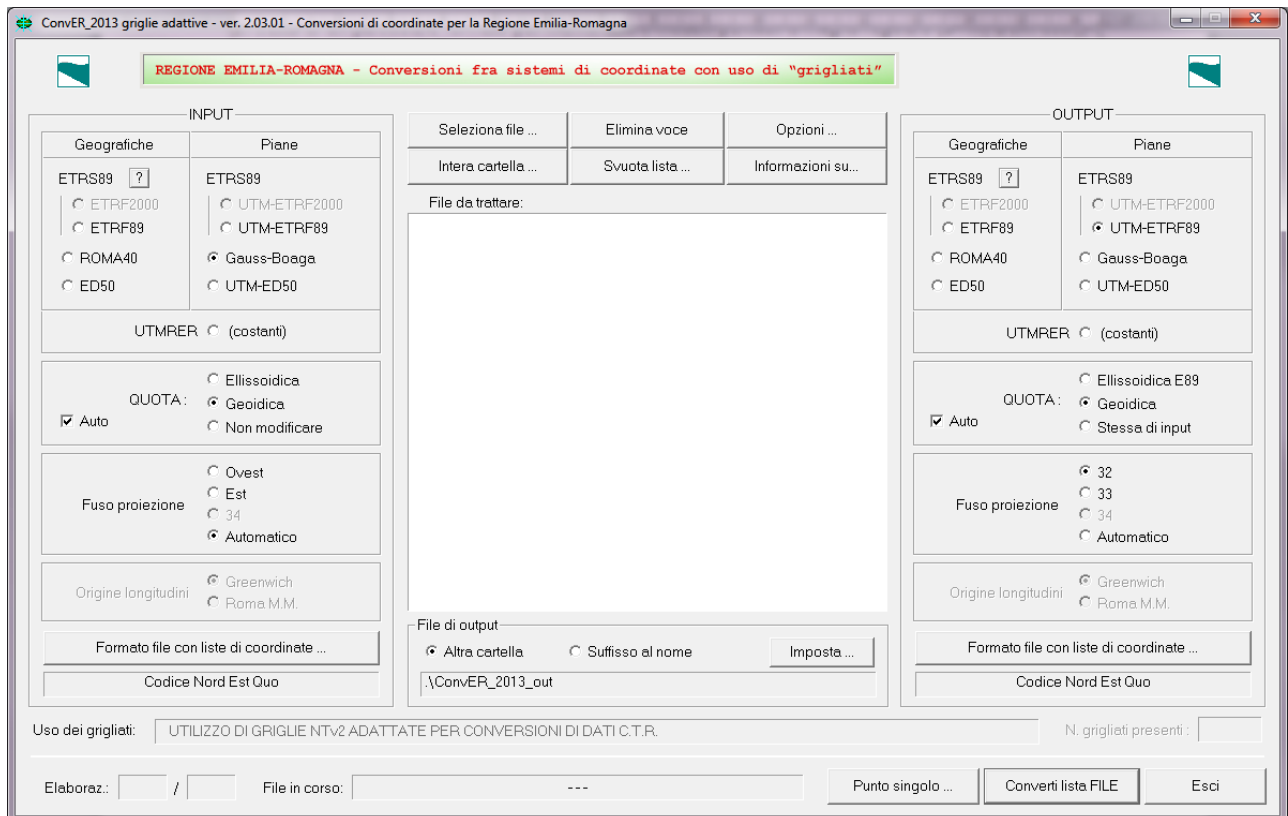 ConvER_2013 griglie adattive - ver. 2.03.01 - Conversioni di coordinate per la Regione Emilia-Romagna
REGIONE EMILIA-ROMAGNA - Conversioni fra sistemi di coordinate con uso di "grigliati"
INPUT
Geografiche Piane
ETRS89 ? ETRS89
ETRF2000 UTM-ETRF2000
ETRF89 UTM-ETRF89
ROMA40 Gauss-Boaga
ED50 UTM-ED50
UTMRER (costanti)
QUOTA:
Auto
Ellissoidica
Geoidica
Non modificare
Fuso proiezione
Ovest
Est
34
Automatico
Origine longitudini
Greenwich
Roma M.M.
Formato file con liste di coordinate ...
Codice Nord Est Quo
Seleziona file ... Elimina voce Opzioni ...
Intera cartella ... Svuota lista ... Informazioni su...
File da trattare:
File di output
Altra cartella Suffisso al nome Imposta ...
.\ConvER_2013_out
OUTPUT
Geografiche Piane
ETRS89 ? ETRS89
ETRF2000 UTM-ETRF2000
ETRF89 UTM-ETRF89
ROMA40 Gauss-Boaga
ED50 UTM-ED50
UTMRER (costanti)
QUOTA:
Auto
Ellissoidica E89
Geoidica
Stessa di input
Fuso proiezione
32
33
34
Automatico
Origine longitudini
Greenwich
Roma M.M.
Formato file con liste di coordinate ...
Codice Nord Est Quo
Uso dei grigliati: UTILIZZO DI GRIGLIE NTv2 ADATTATE PER CONVERSIONI DI DATI C.T.R. N. grigliati presenti :
Elaboraz.: / File in corso: --- Punto singolo ... Converti lista FILE Esci